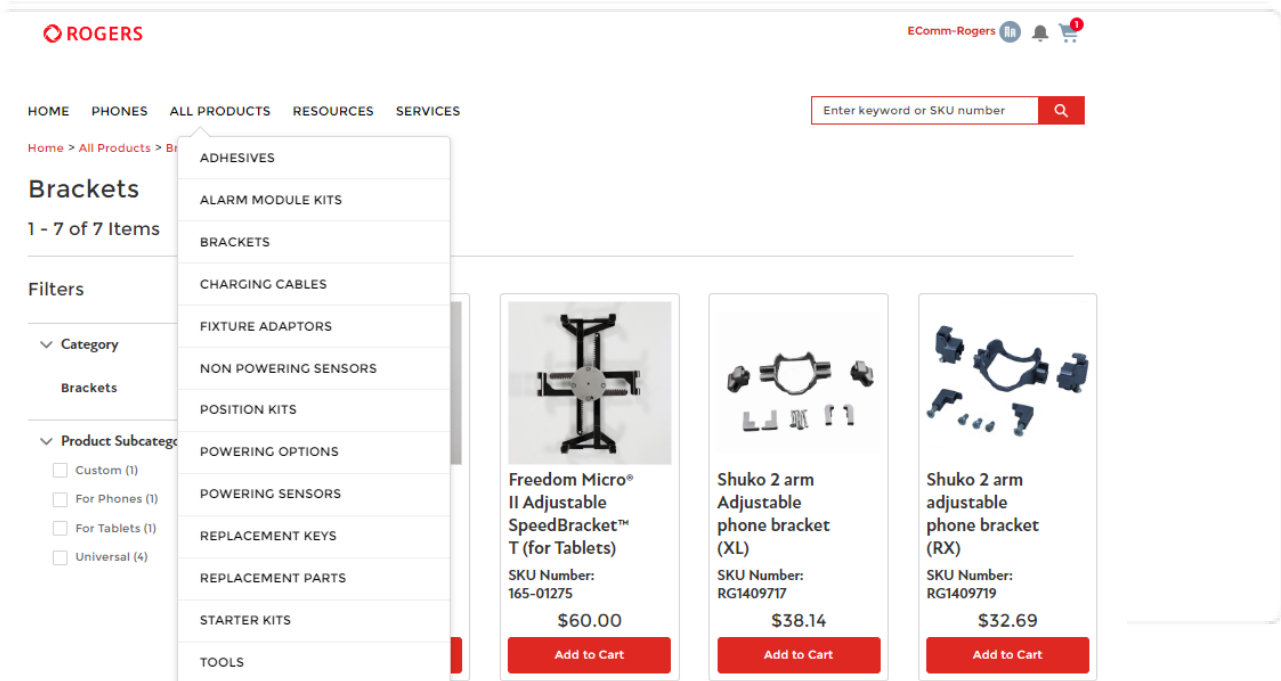 ROGERS
EComm-Rogers
1
HOME PHONES ALL PRODUCTS RESOURCES SERVICES
Enter keyword or SKU number
Home > All Products > Br
Brackets
1 - 7 of 7 Items
Filters
Category
Brackets
Product Subcatego
Custom (1)
For Phones (1)
For Tablets (1)
Universal (4)
ADHESIVES
ALARM MODULE KITS
BRACKETS
CHARGING CABLES
FIXTURE ADAPTORS
NON POWERING SENSORS
POSITION KITS
POWERING OPTIONS
POWERING SENSORS
REPLACEMENT KEYS
REPLACEMENT PARTS
STARTER KITS
TOOLS
Freedom Micro®
II Adjustable
SpeedBracket™
T (for Tablets)
SKU Number:
165-01275
$60.00
Add to Cart
Shuko 2 arm
Adjustable
phone bracket
(XL)
SKU Number:
RG1409717
$38.14
Add to Cart
Shuko 2 arm
adjustable
phone bracket
(RX)
SKU Number:
RG1409719
$32.69
Add to Cart